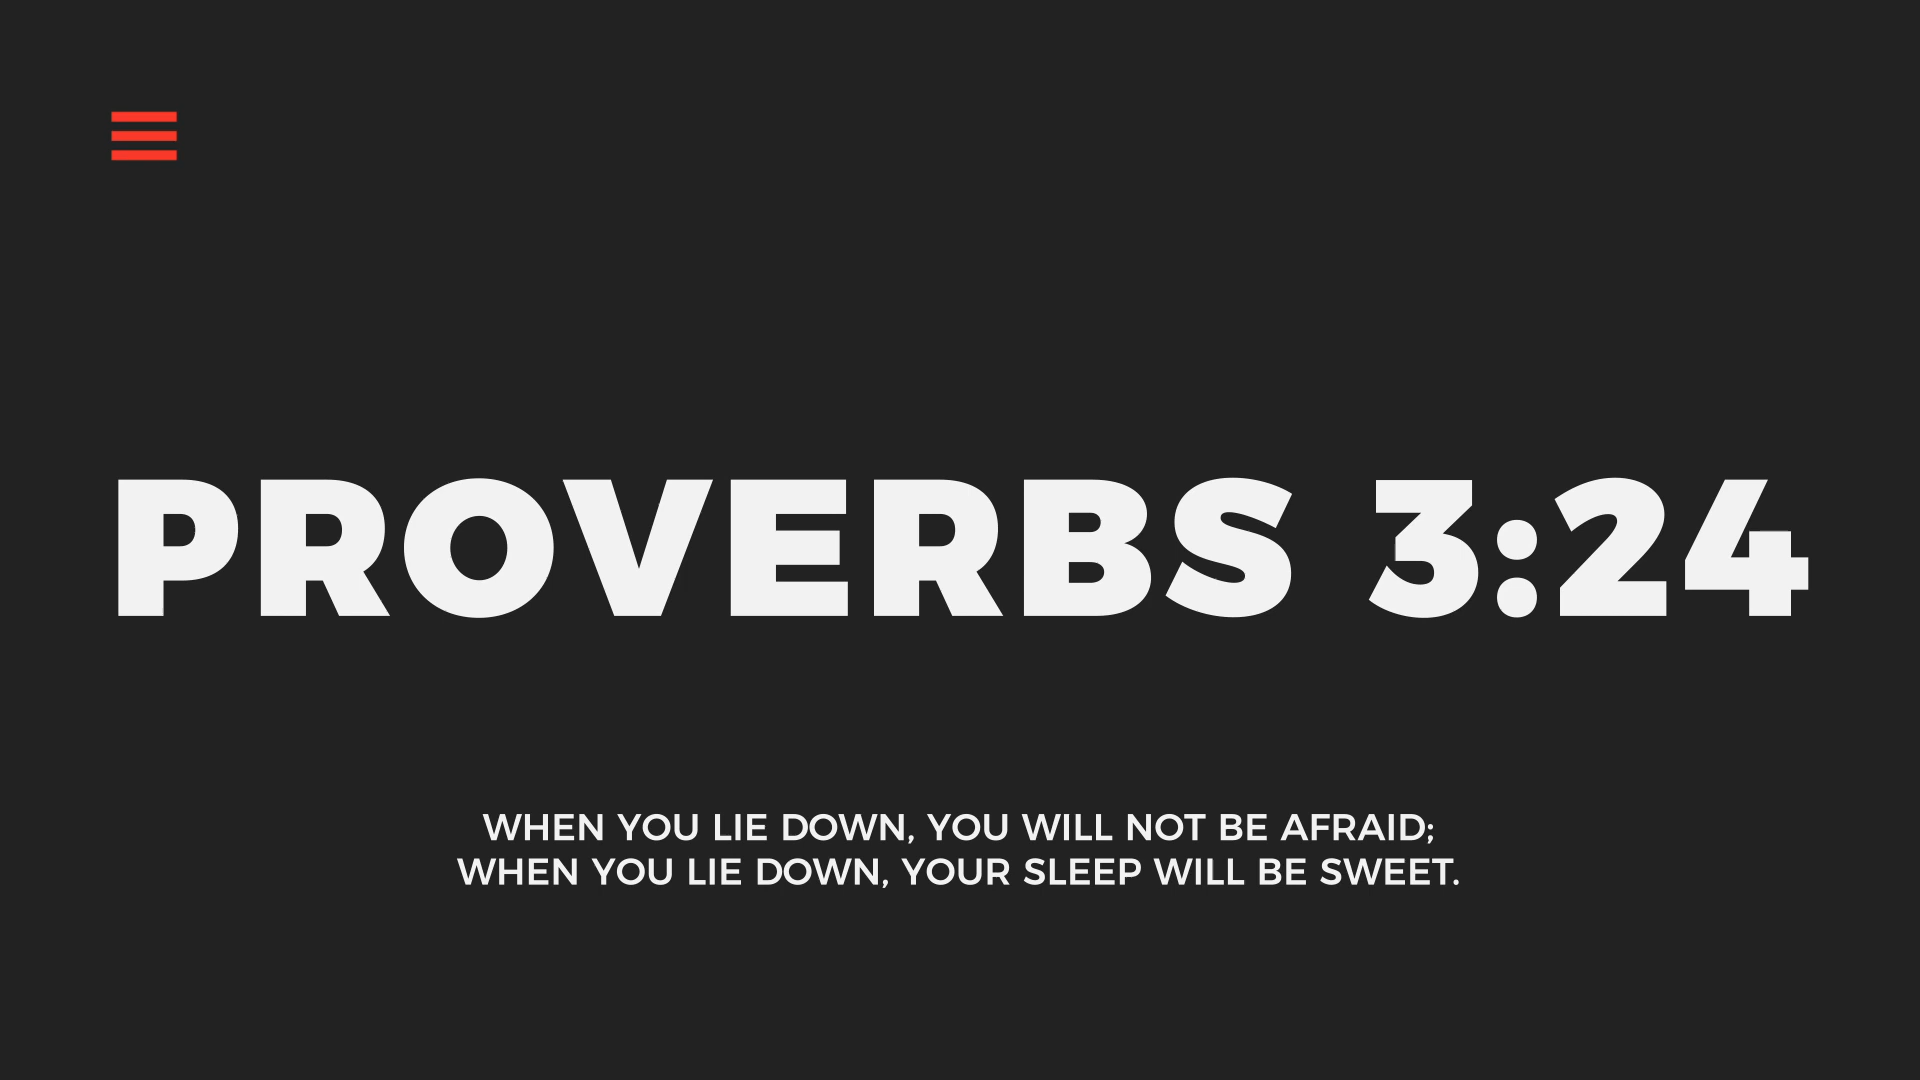 PROVERBS 3:24
WHEN YOU LIE DOWN, YOU WILL NOT BE AFRAID;
WHEN YOU LIE DOWN, YOUR SLEEP WILL BE SWEET.